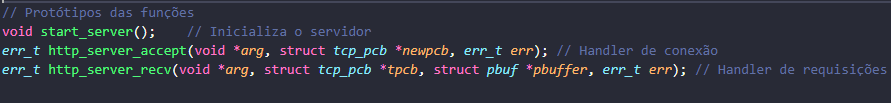 // Protótipos das funções
void start_server();    // Inicializa o servidor
err_t http_server_accept(void *arg, struct tcp_pcb *newpcb, err_t err); // Handler de conexão
err_t http_server_recv(void *arg, struct tcp_pcb *tpcb, struct pbuf *pbuffer, err_t err); // Handler de requisições